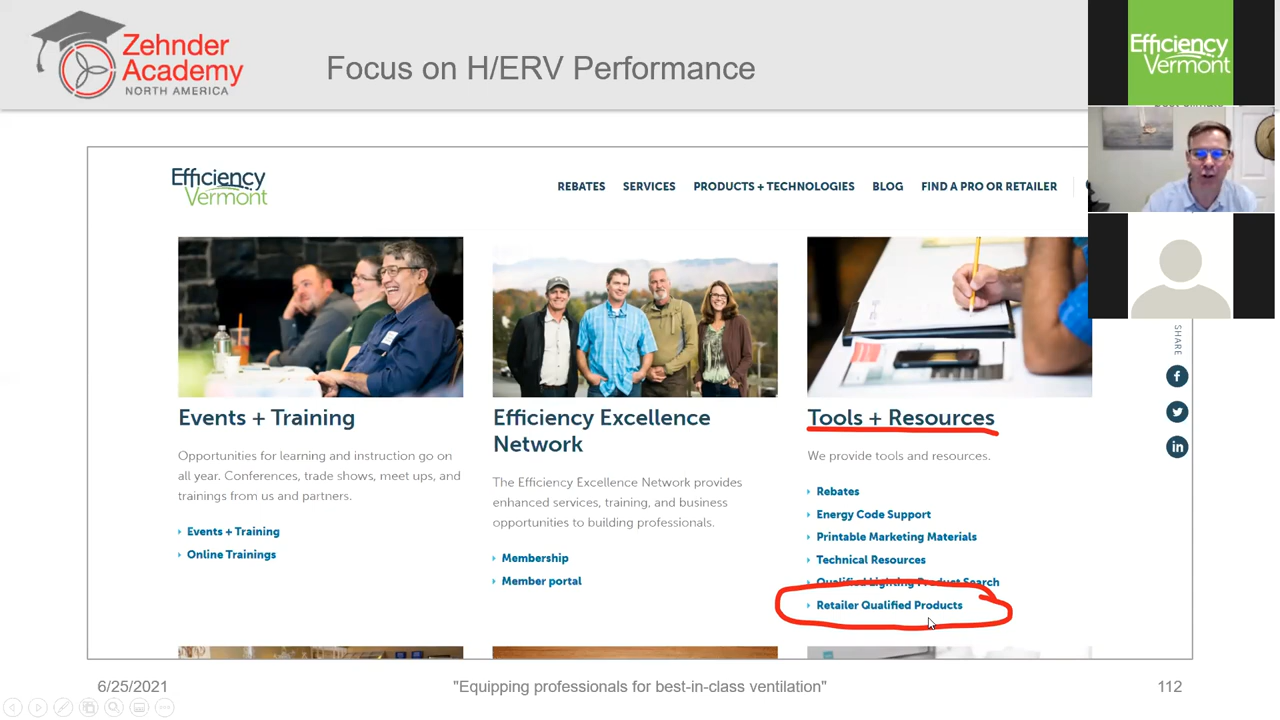 Zehnder
Academy
NORTH AMERICA
Focus on H/ERV Performance
Efficiency
Vermont
Efficiency
Vermont
REBATES SERVICES PRODUCTS + TECHNOLOGIES BLOG FIND A PRO OR RETAILER
SHARE
Events + Training
Opportunities for learning and instruction go on
all year. Conferences, trade shows, meet ups, and
trainings from us and partners.
Events + Training
Online Trainings
Efficiency Excellence
Network
The Efficiency Excellence Network provides
enhanced services, training, and business
opportunities to building professionals.
Membership
Member portal
Tools + Resources
We provide tools and resources.
Rebates
Energy Code Support
Printable Marketing Materials
Technical Resources
Qualified Lighting Product Search
Retailer Qualified Products
6/25/2021
"Equipping professionals for best-in-class ventilation"
112